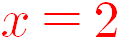 x = 2